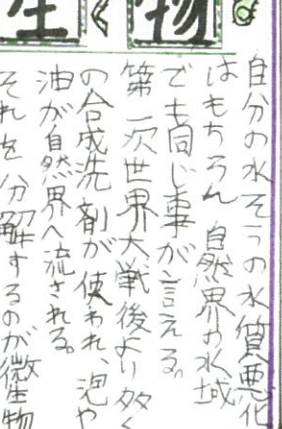 物く生
自分の水そうの水質悪化
はもちろん 自然界の水域
でも同じ事が言える。
第一次世界大戦後より多く
の合成洗剤が使われ、泥や
油が自然界へ流される。
それを分解するのが微生物